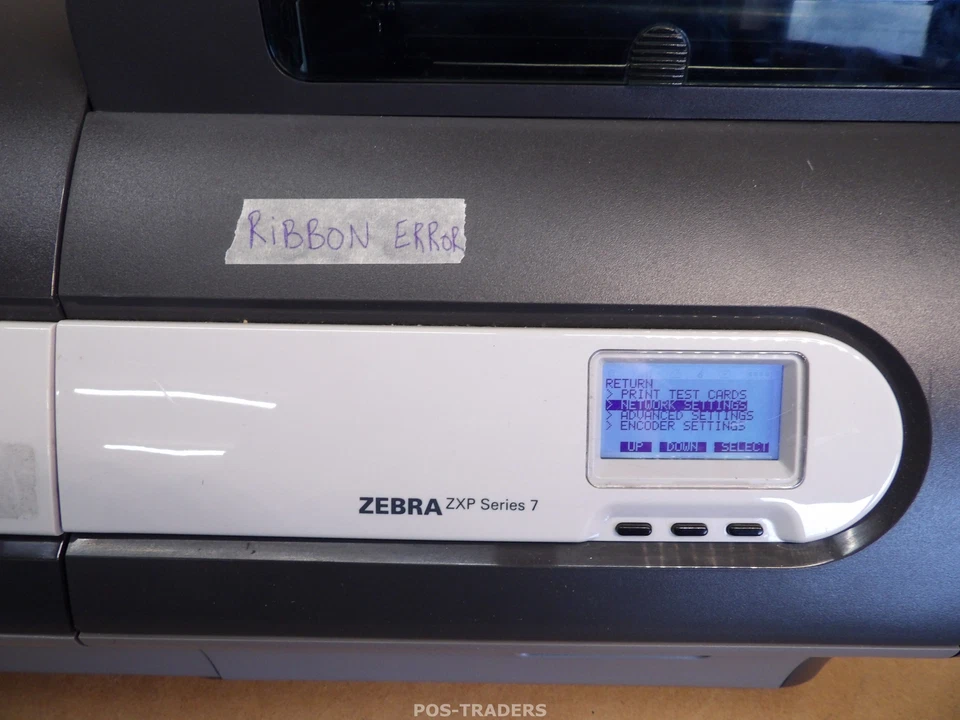 RiBBON ERROR
RETURN
> PRINT TEST CARDS
> NETWORK SETTINGS
> ADVANCED SETTINGS
> ENCODER SETTINGS
UP DOWN SELECT
ZEBRA ZXP Series 7
POS-TRADERS